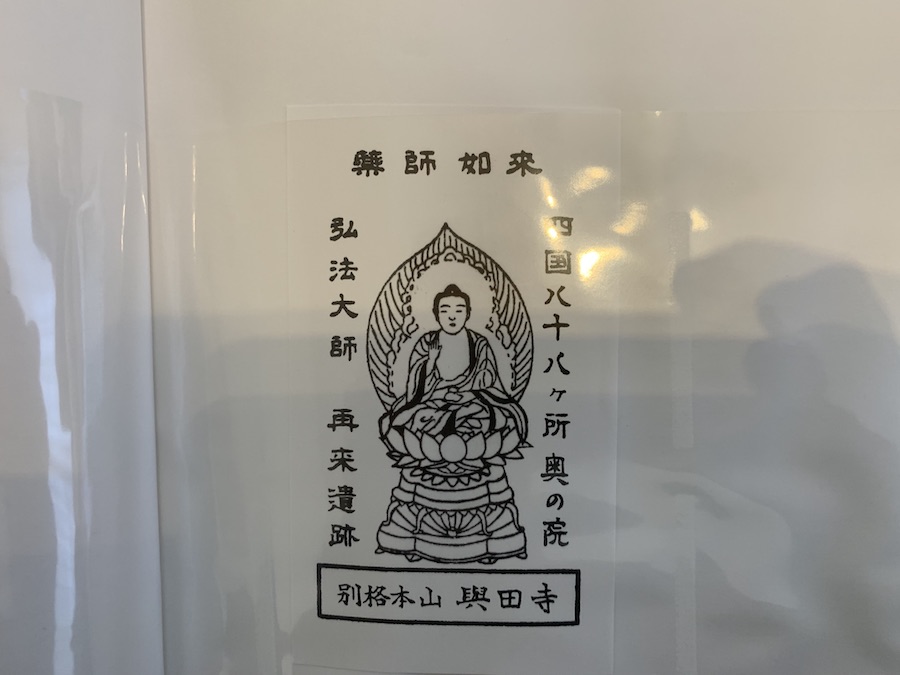 藥師如来
四国八十八ヶ所奥の院
弘法大師 再来遺跡
別格本山 與田寺